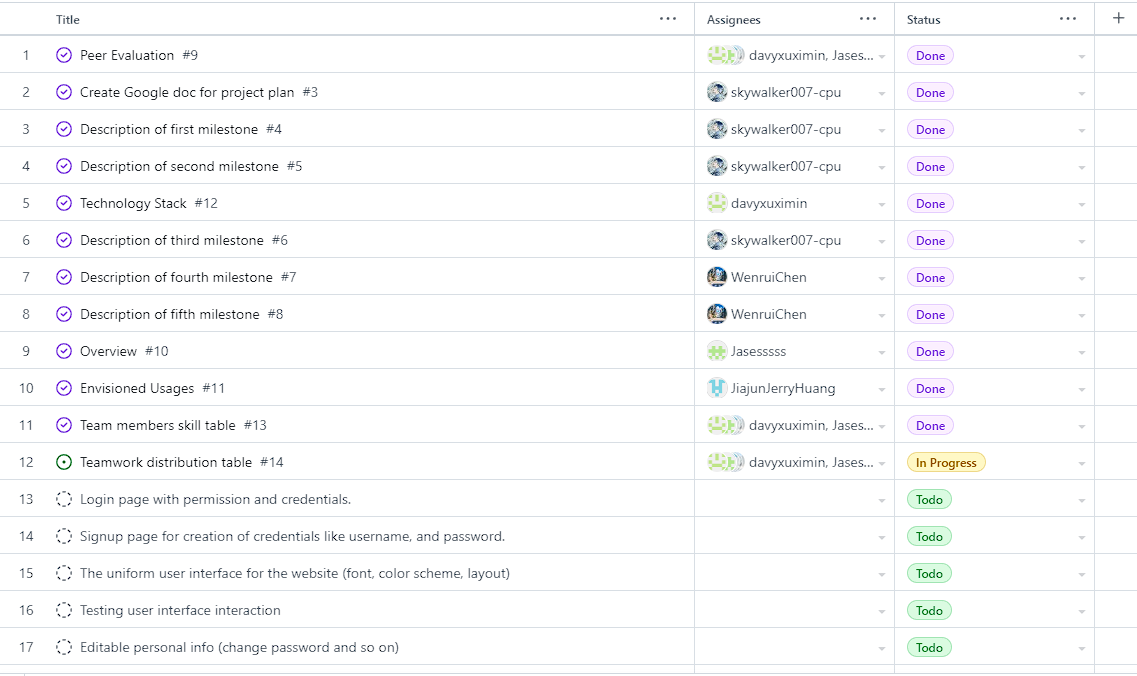 Title ... Assignees ... Status ... +
1 Peer Evaluation #9 davyxuximin, Jases... Done
2 Create Google doc for project plan #3 skywalker007-cpu Done
3 Description of first milestone #4 skywalker007-cpu Done
4 Description of second milestone #5 skywalker007-cpu Done
5 Technology Stack #12 davyxuximin Done
6 Description of third milestone #6 skywalker007-cpu Done
7 Description of fourth milestone #7 WenruiChen Done
8 Description of fifth milestone #8 WenruiChen Done
9 Overview #10 Jasesssss Done
10 Envisioned Usages #11 JiajunJerryHuang Done
11 Team members skill table #13 davyxuximin, Jases... Done
12 Teamwork distribution table #14 davyxuximin, Jases... In Progress
13 Login page with permission and credentials. Todo
14 Signup page for creation of credentials like username, and password. Todo
15 The uniform user interface for the website (font, color scheme, layout) Todo
16 Testing user interface interaction Todo
17 Editable personal info (change password and so on) Todo